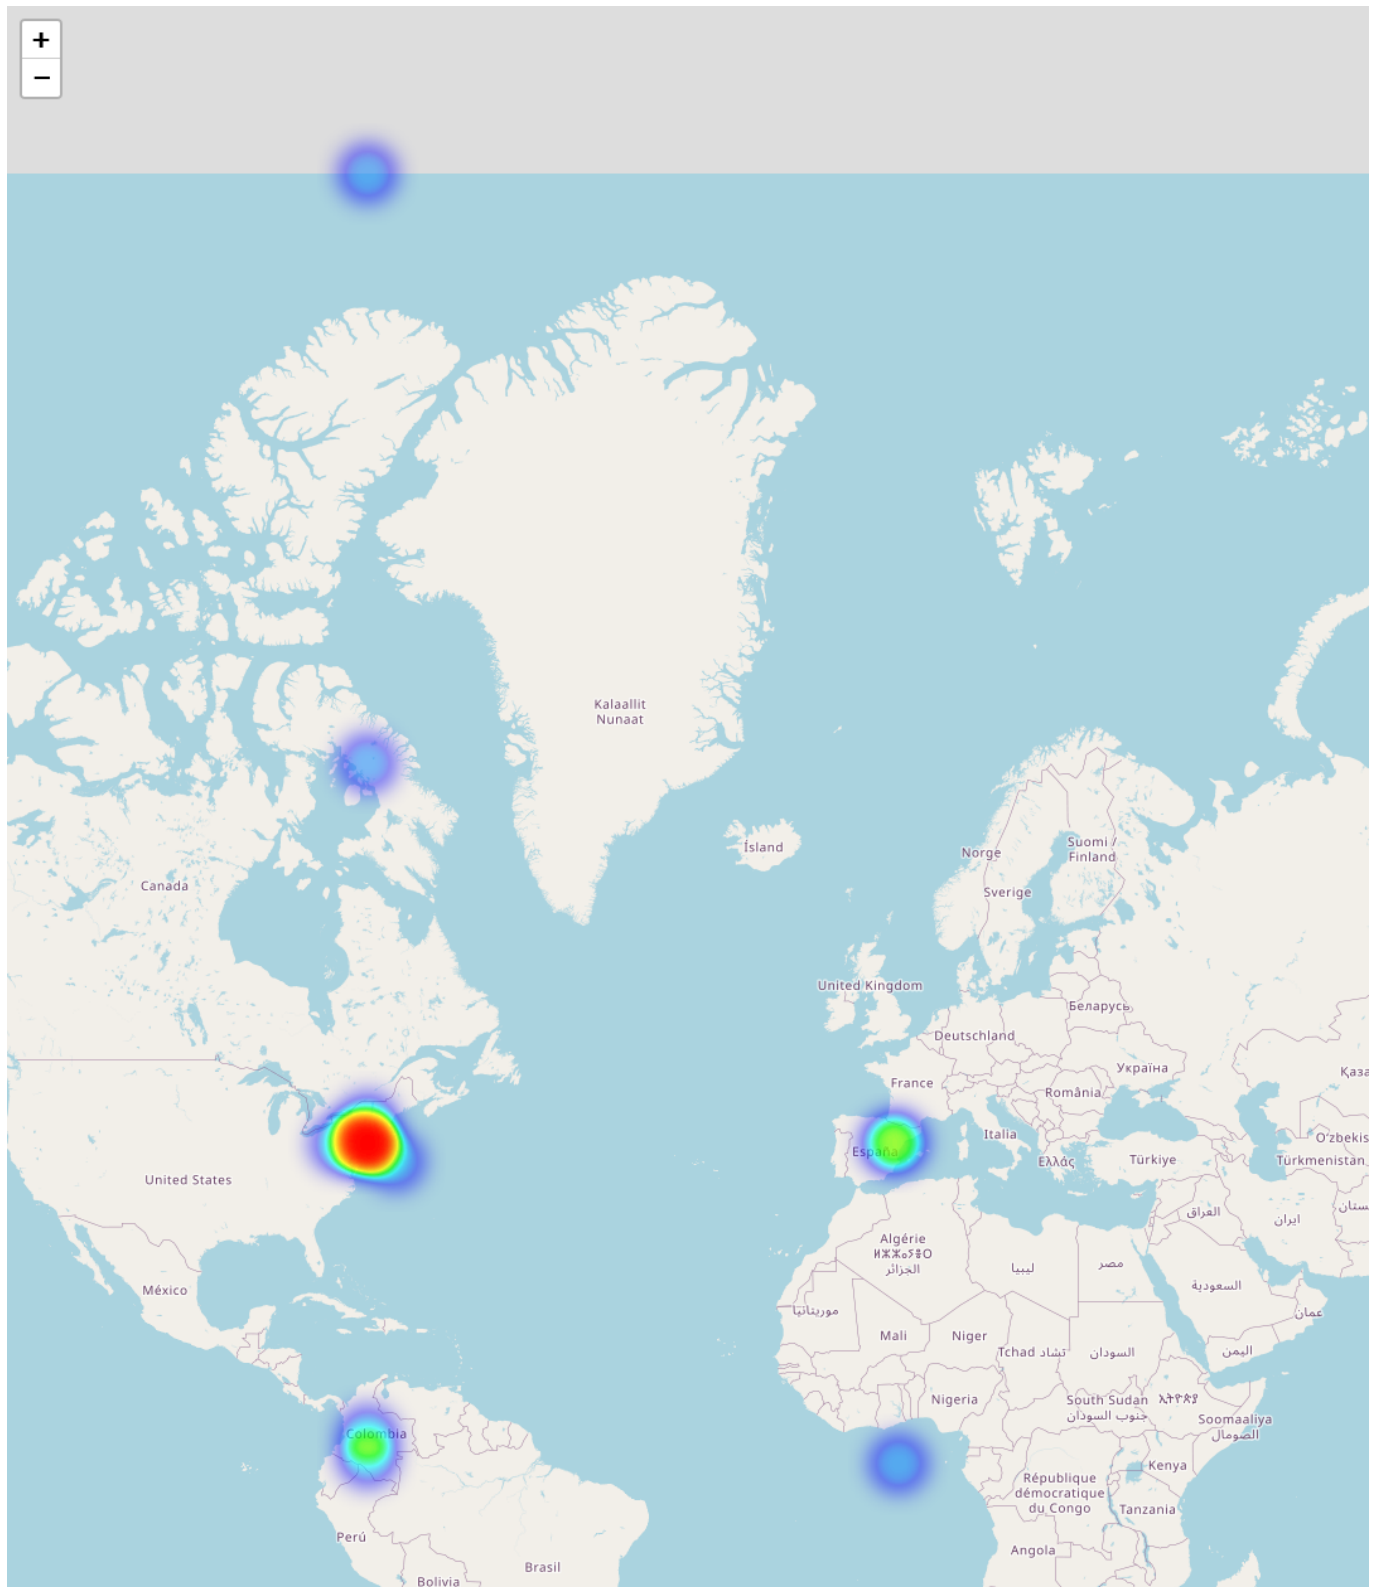 +
−
Kalaallit
Nunaat
Ísland
Suomi /
Finland
Norge
Sverige
Canada
United Kingdom
Беларусь
Deutschland
Україна
Қаза
France
România
Italia
O‘zbekis
España
Ελλάς
Türkiye
Türkmenistan
United States
العراق
ایران
ستان
Algérie
ⵍⵣⵣⴰⵢⴻⵔ
الجزائر
ليبيا
مصر
السعودية
México
موريتانيا
عمان
Mali
Niger
Tchad تشاد
السودان
اليمن
Nigeria
South Sudan
جنوب السودان
ኢትዮጵያ
Soomaaliya
الصومال
Colombia
Kenya
République
démocratique
du Congo
Tanzania
Perú
Angola
Brasil
Bolivia